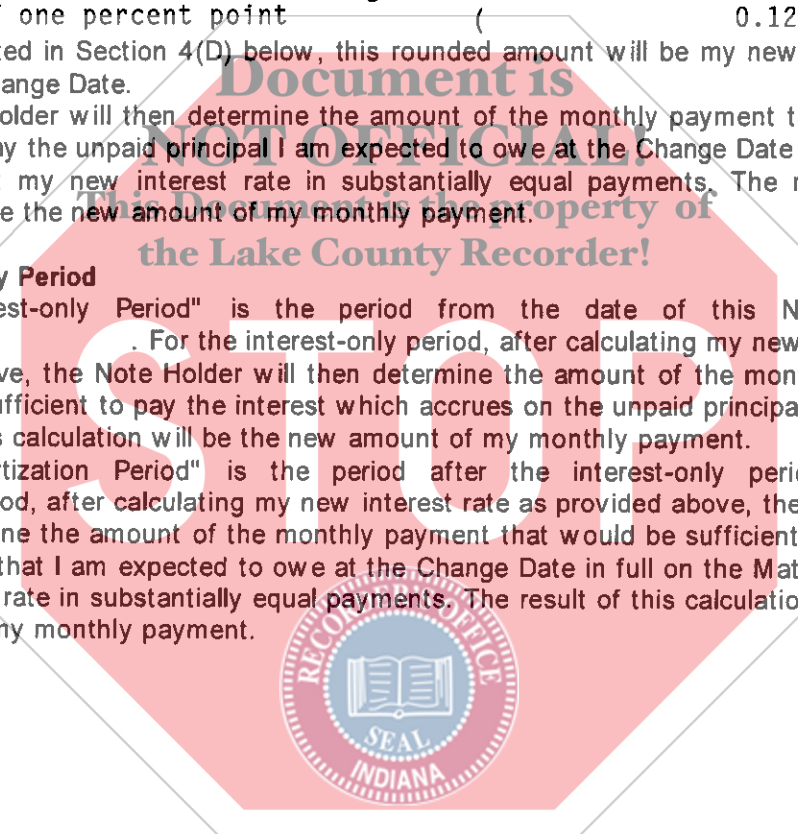 one percent point ( 0.12
ted in Section 4(D) below, this rounded amount will be my new
Document is
ange Date.
older will then determine the amount of the monthly payment t
NOT OFFICIAL!
ay the unpaid principal I am expected to owe at the Change Date
my new interest rate in substantially equal payments. The r
This Document is the property of
e the new amount of my monthly payment.
the Lake County Recorder!
y Period
est-only Period" is the period from the date of this N
. For the interest-only period, after calculating my new
ve, the Note Holder will then determine the amount of the mon
ufficient to pay the interest which accrues on the unpaid principa
s calculation will be the new amount of my monthly payment.
STOP
rtization Period" is the period after the interest-only peri
od, after calculating my new interest rate as provided above, the
ne the amount of the monthly payment that would be sufficient
that I am expected to owe at the Change Date in full on the Mat
rate in substantially equal payments. The result of this calculatio
ny monthly payment.
RECORDER'S OFFICE
SEAL
INDIANA